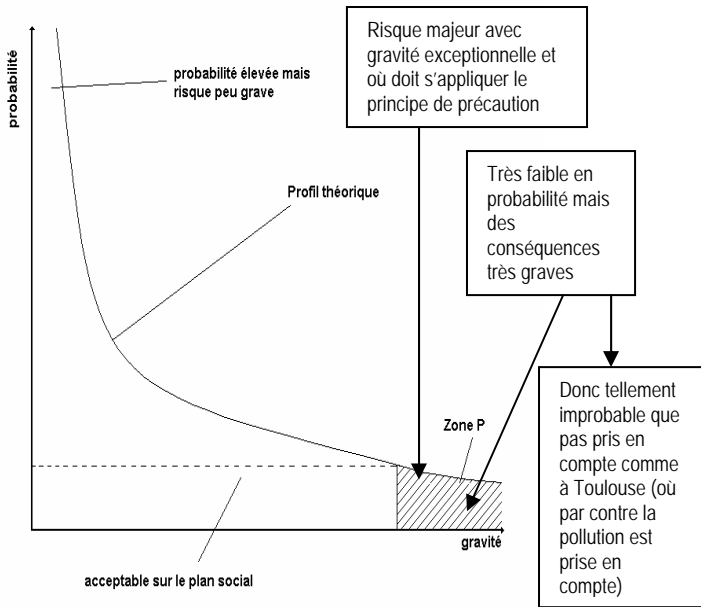 Risque majeur avec
gravité exceptionnelle et
où doit s'appliquer le
principe de précaution
probabilité
probabilité élevée mais
risque peu grave
Très faible en
probabilité mais
des
conséquences
très graves
Profil théorique
Donc tellement
improbable que
pas pris en
compte comme
à Toulouse (où
par contre la
pollution est
prise en
compte)
Zone P
gravité
acceptable sur le plan social